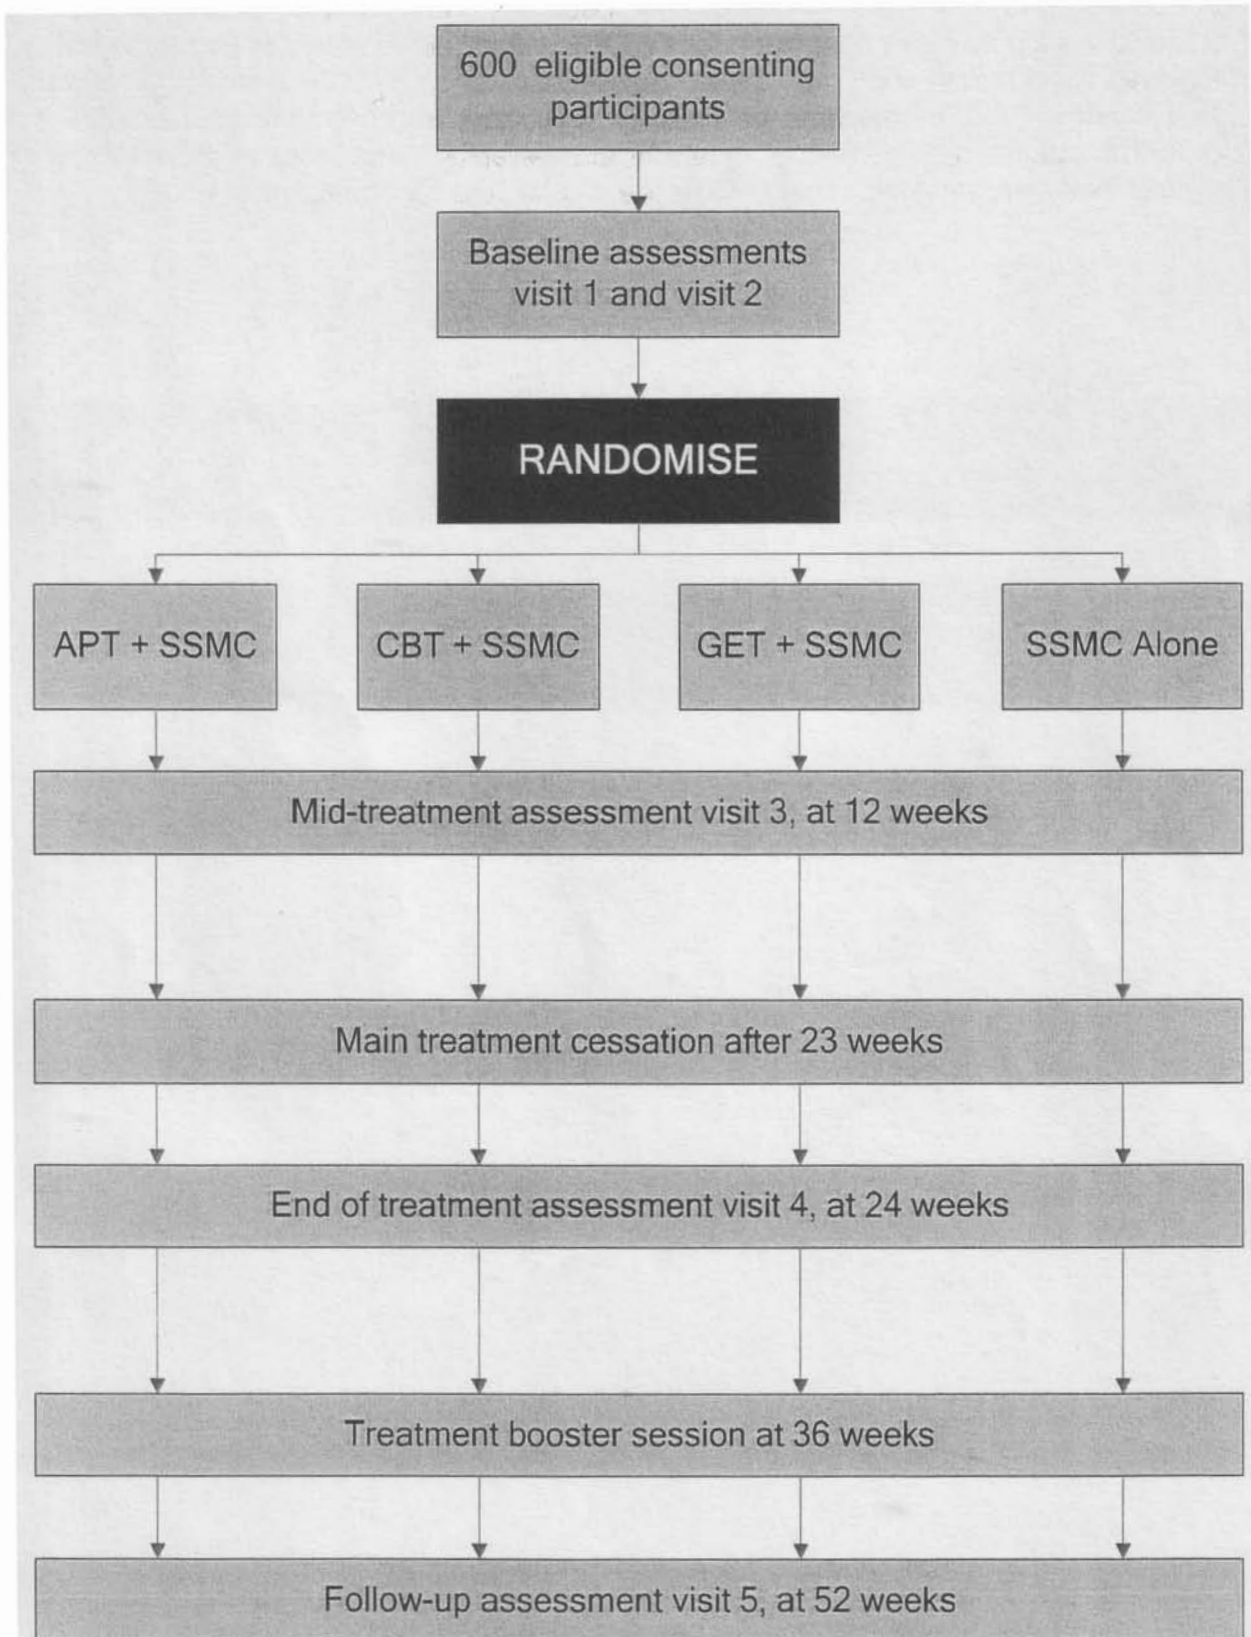 600 eligible consenting
participants
Baseline assessments
visit 1 and visit 2
RANDOMISE
APT + SSMC
CBT + SSMC
GET + SSMC
SSMC Alone
Mid-treatment assessment visit 3, at 12 weeks
Main treatment cessation after 23 weeks
End of treatment assessment visit 4, at 24 weeks
Treatment booster session at 36 weeks
Follow-up assessment visit 5, at 52 weeks